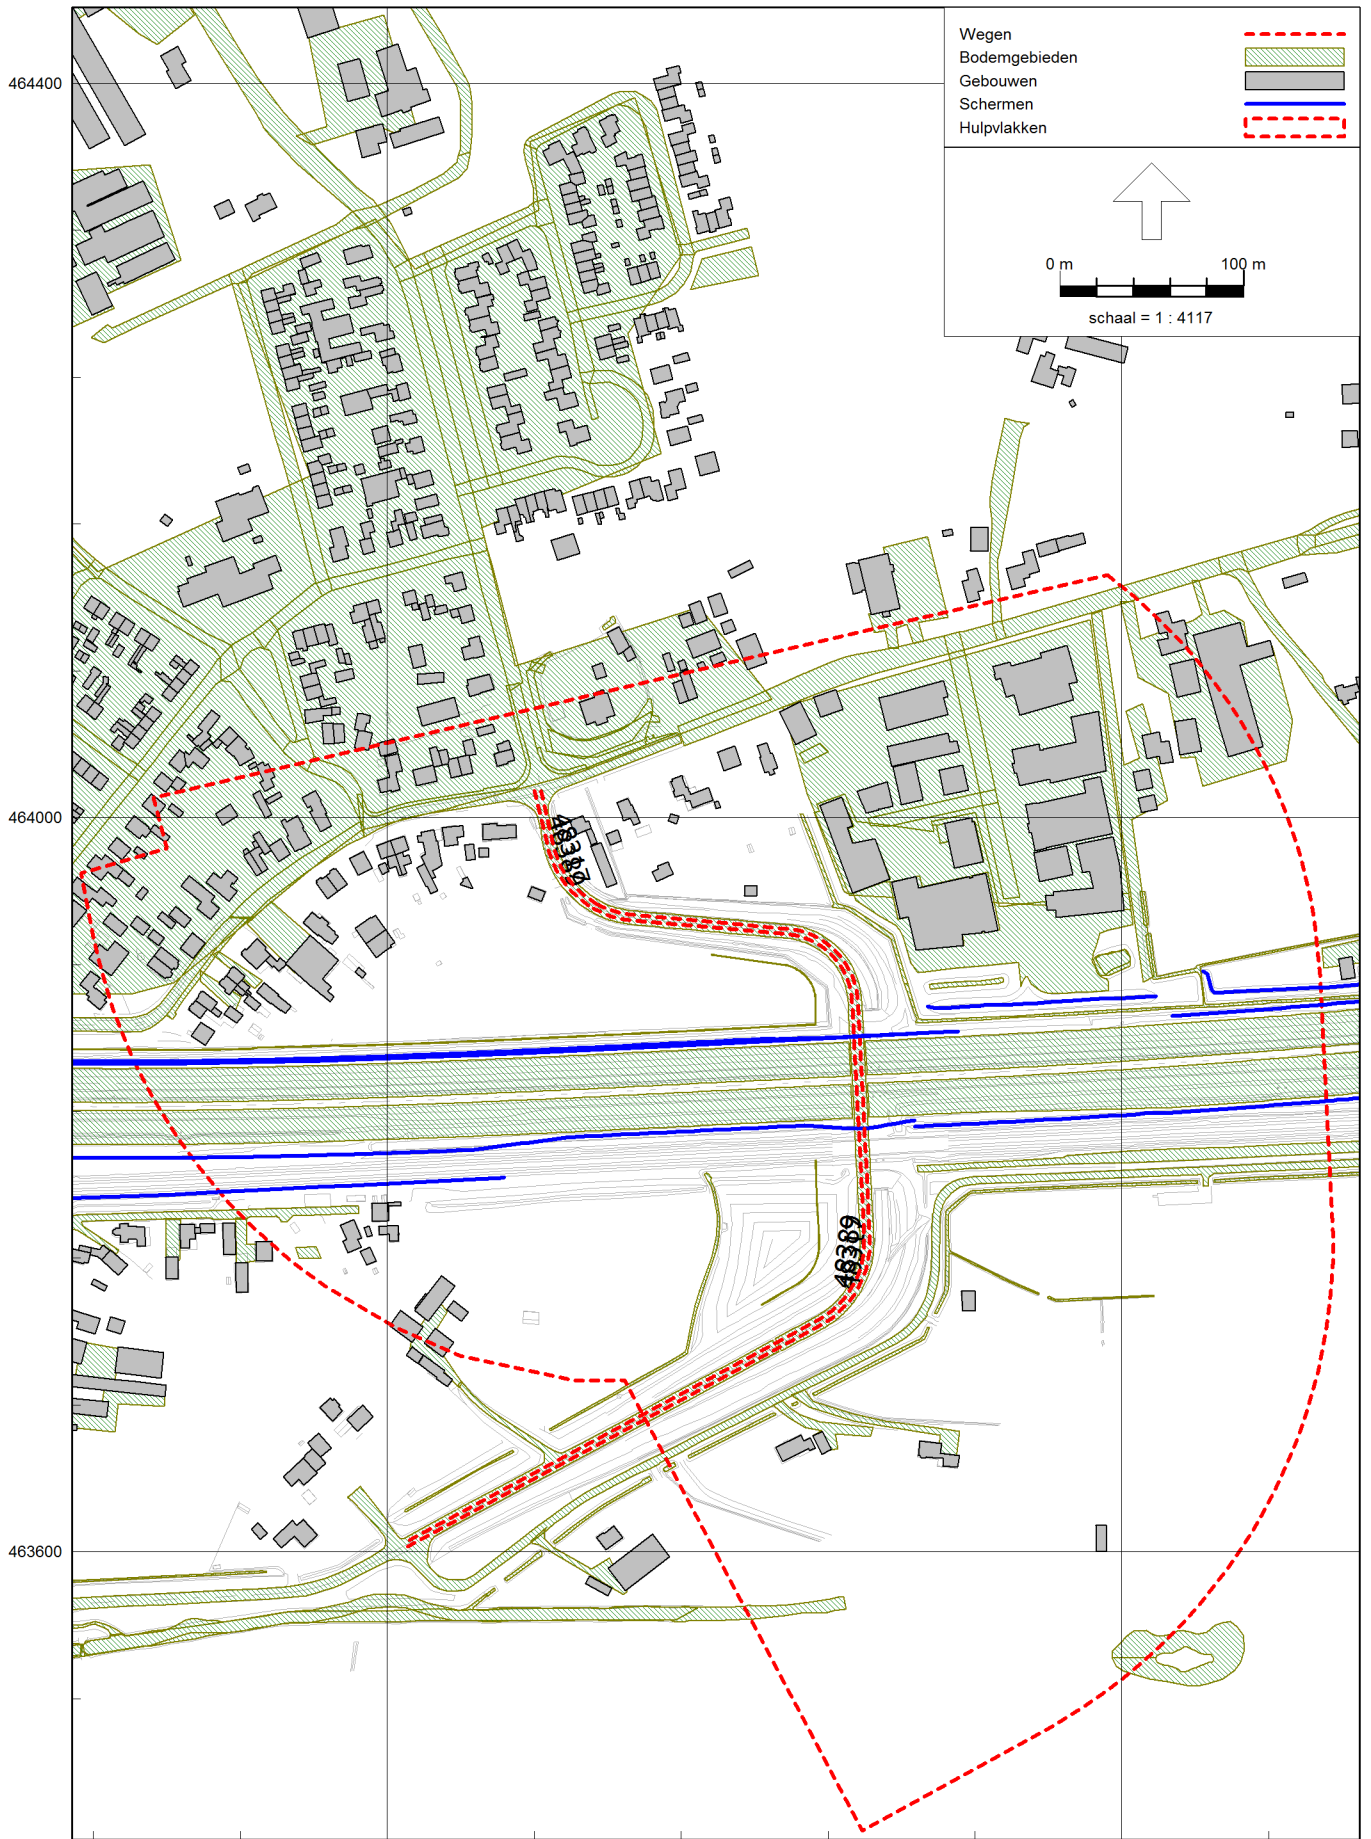 Wegen
Bodemgebieden
Gebouwen
Schermen
Hulpvlakken
0 m 100 m
schaal = 1 : 4117
464400
464000
463600